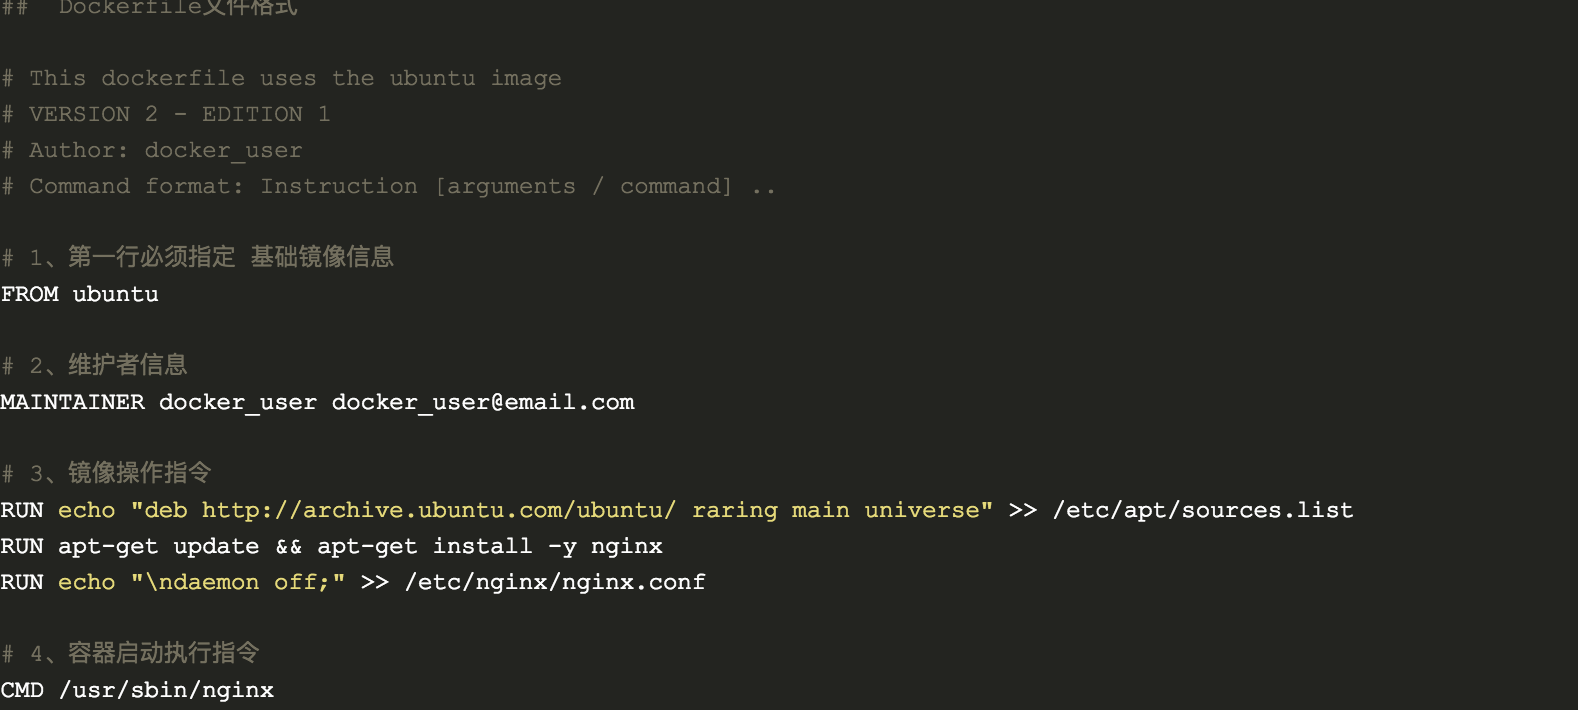 ##  Dockerfile文件格式
# This dockerfile uses the ubuntu image
# VERSION 2 - EDITION 1
# Author: docker_user
# Command format: Instruction [arguments / command] ..
# 1、第一行必须指定 基础镜像信息
FROM ubuntu
# 2、维护者信息
MAINTAINER docker_user docker_user@email.com
# 3、镜像操作指令
RUN echo "deb http://archive.ubuntu.com/ubuntu/ raring main universe" >> /etc/apt/sources.list
RUN apt-get update && apt-get install -y nginx
RUN echo "\ndaemon off;" >> /etc/nginx/nginx.conf
# 4、容器启动执行指令
CMD /usr/sbin/nginx